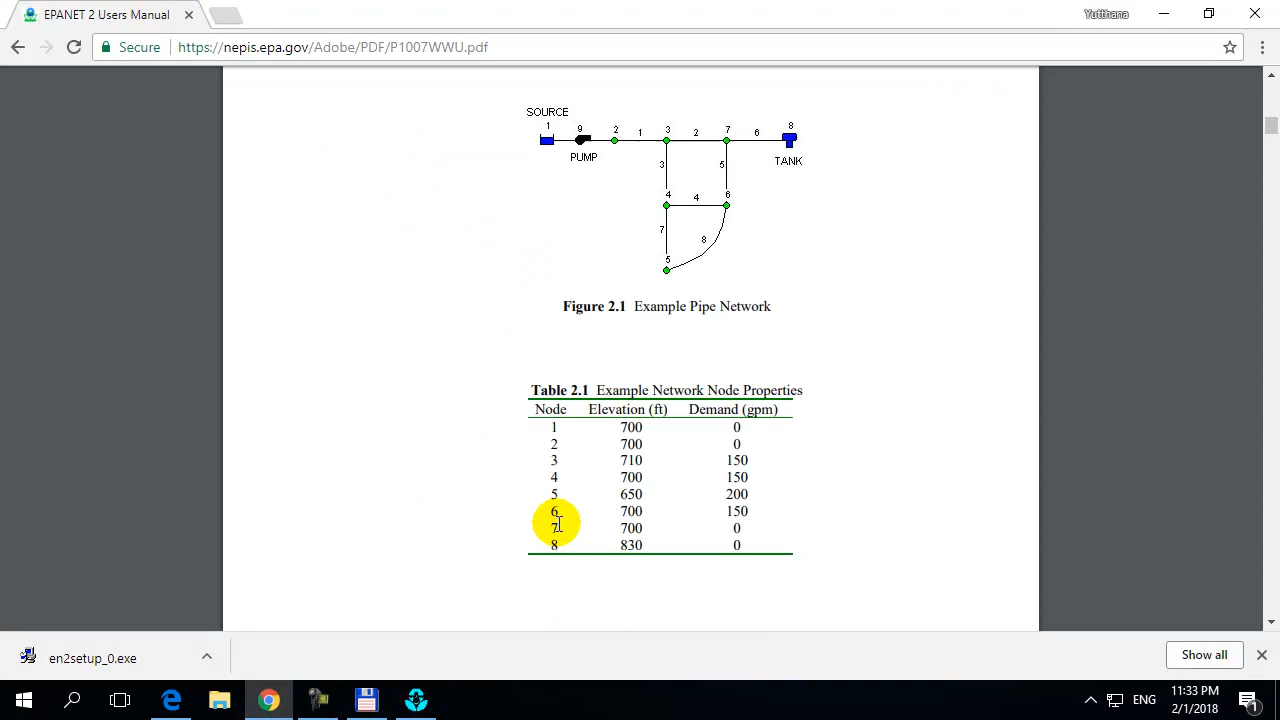 EPANET 2 Users Manual
Yutthana
Secure https://nepis.epa.gov/Adobe/PDF/P1007WWU.pdf
SOURCE
1 9 2 1 3 2 7 6 8
PUMP TANK
3 5
4 4 6
7 8
5
Figure 2.1 Example Pipe Network
Table 2.1 Example Network Node Properties
Node Elevation (ft) Demand (gpm)
1 700 0
2 700 0
3 710 150
4 700 150
5 650 200
6 700 150
7 700 0
8 830 0
en2setup_0.exe
Show all
ENG
11:33 PM
2/1/2018
1